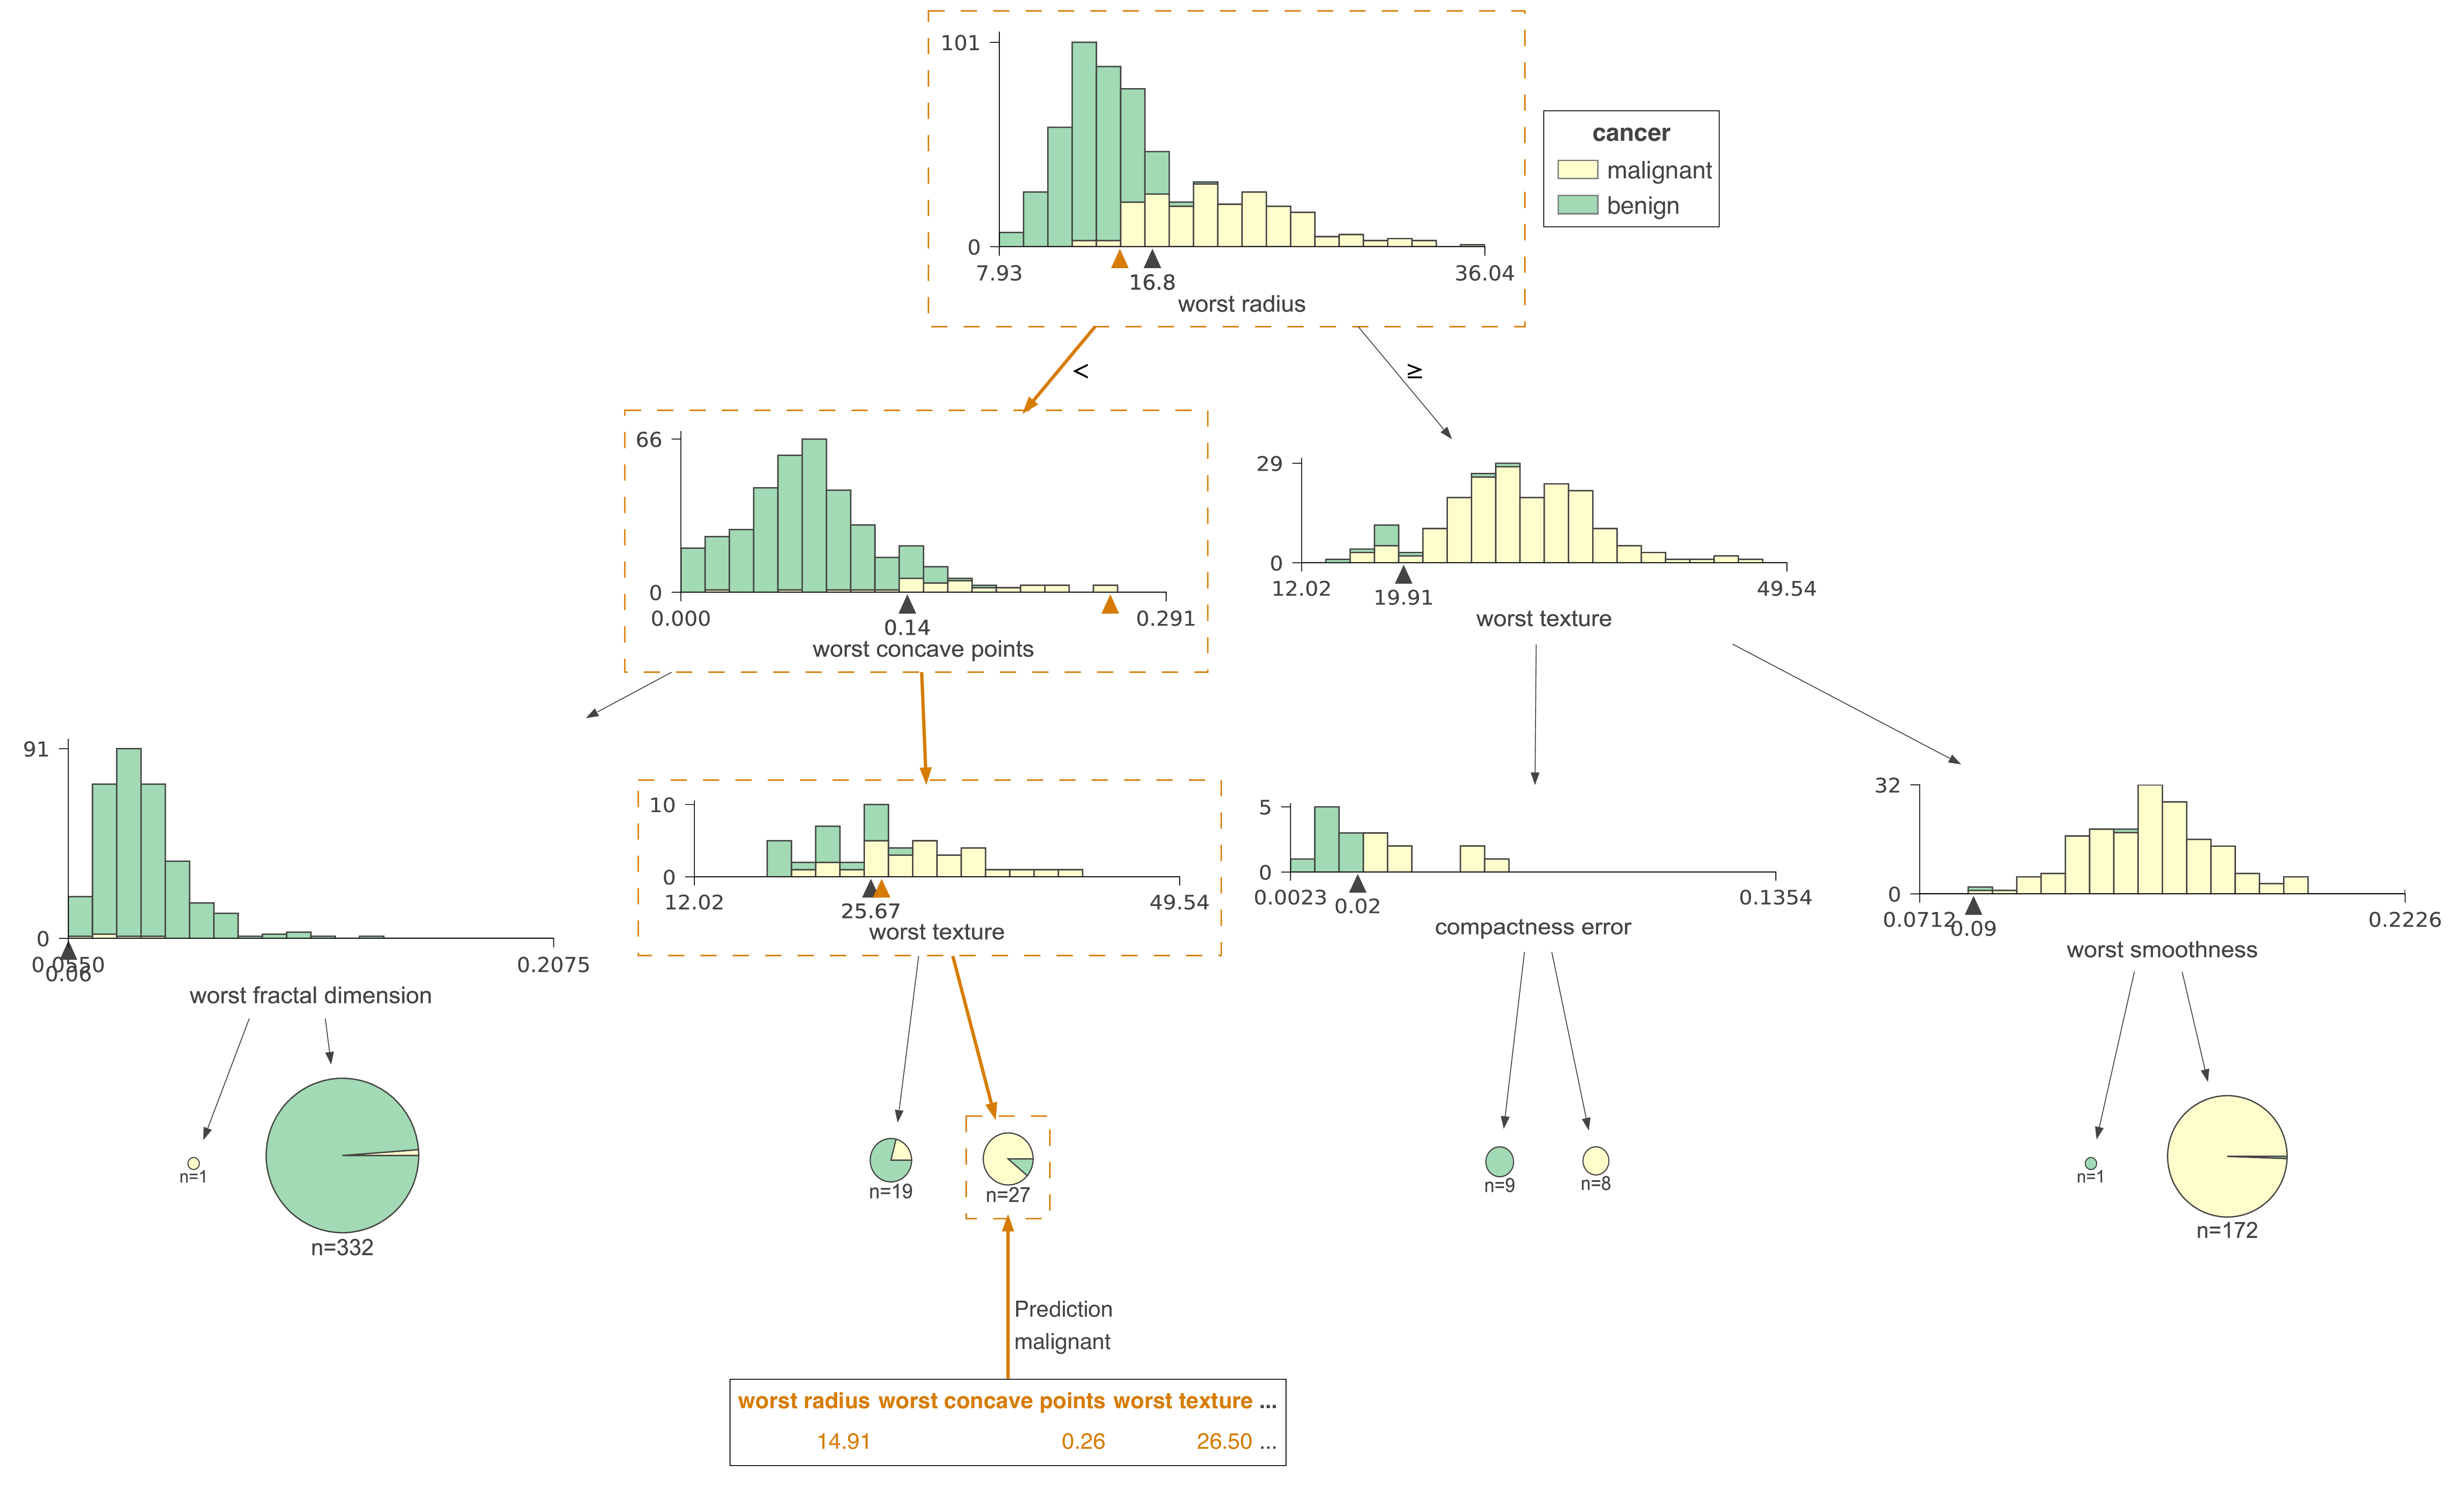 101
0
7.93
16.8
36.04
worst radius
cancer
malignant
benign
<
≥
66
0
0.000
0.14
0.291
worst concave points
29
0
12.02
19.91
49.54
worst texture
91
0
0.0550
0.06
0.2075
worst fractal dimension
10
0
12.02
25.67
49.54
worst texture
5
0
0.0023
0.02
0.1354
compactness error
32
0
0.0712
0.09
0.2226
worst smoothness
n=1
n=332
n=19
n=27
n=9
n=8
n=1
n=172
Prediction
malignant
worst radius worst concave points worst texture ...
14.91 0.26 26.50 ...